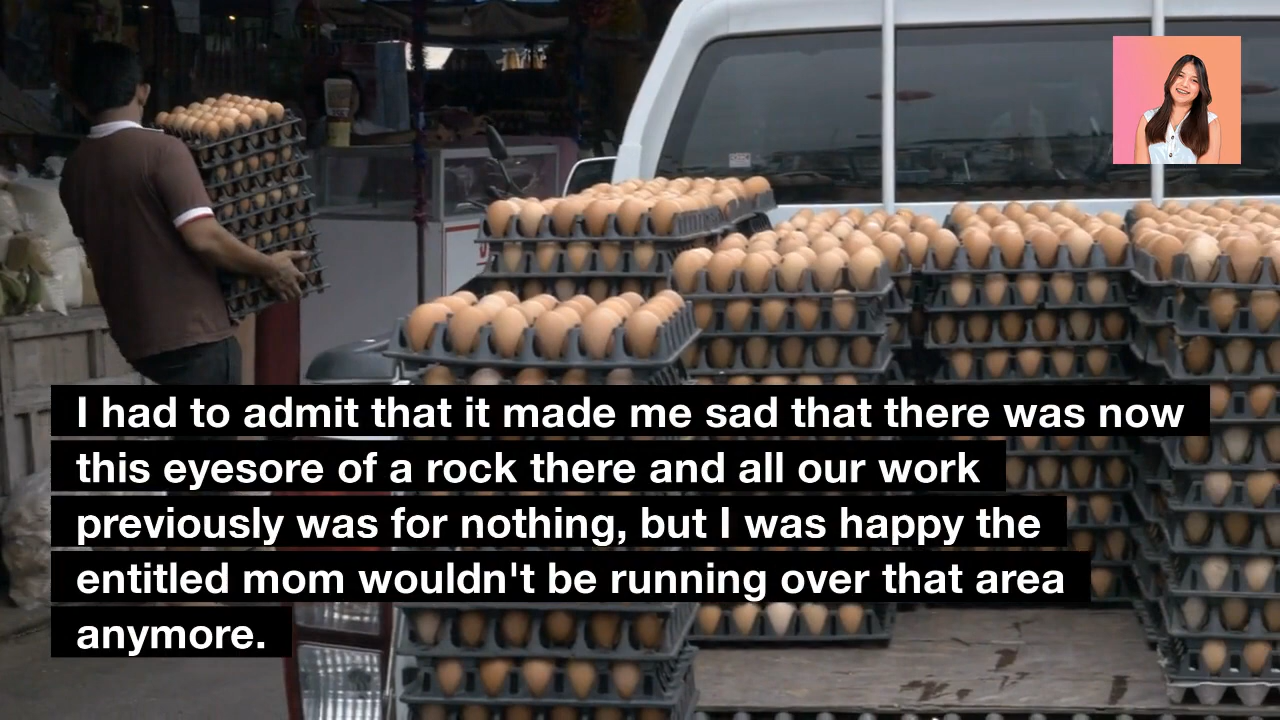 I had to admit that it made me sad that there was now
this eyesore of a rock there and all our work
previously was for nothing, but I was happy the
entitled mom wouldn't be running over that area
anymore.